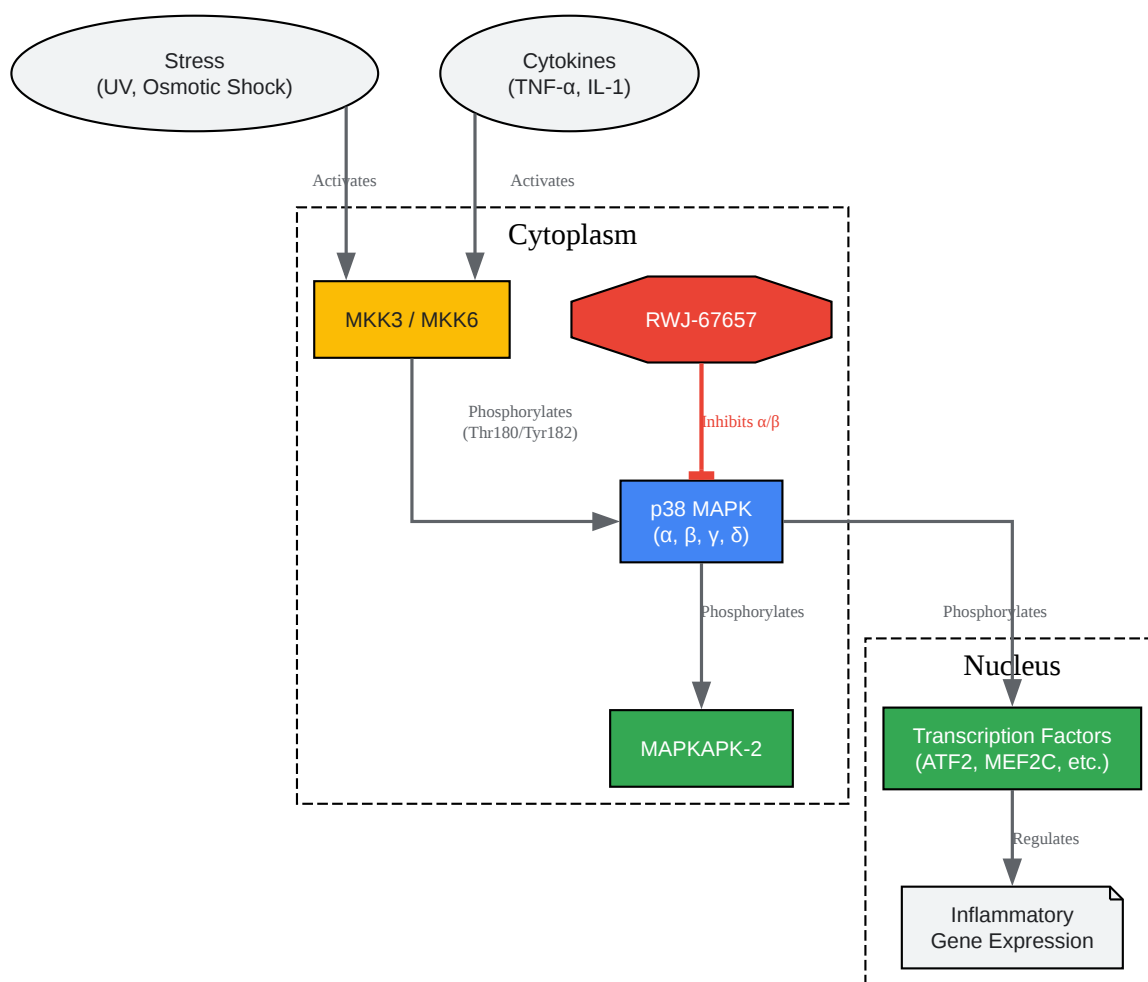 Stress
(UV, Osmotic Shock)
Cytokines
(TNF-α, IL-1)
Activates
Activates
Cytoplasm
MKK3 / MKK6
RWJ-67657
Phosphorylates
(Thr180/Tyr182)
Inhibits α/β
p38 MAPK
(α, β, γ, δ)
Phosphorylates
Phosphorylates
Nucleus
MAPKAPK-2
Transcription Factors
(ATF2, MEF2C, etc.)
Regulates
Inflammatory
Gene Expression